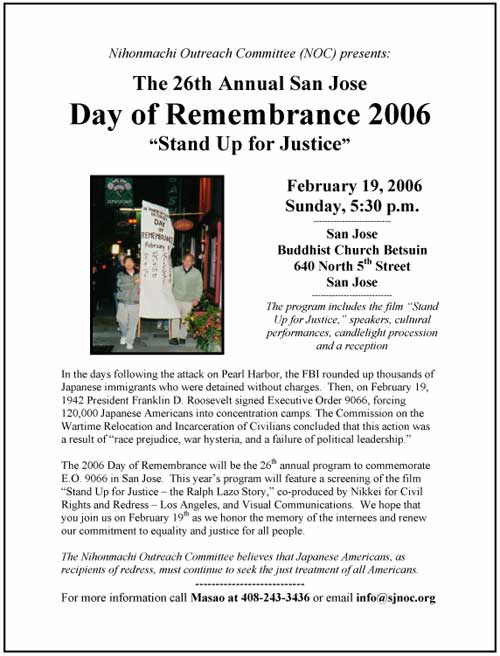 Nihonmachi Outreach Committee (NOC) presents:
The 26th Annual San Jose
Day of Remembrance 2006
“Stand Up for Justice”
DAY
of
REMEMBRANCE
February 19, 2006
Sunday, 5:30 p.m.
----------------------------
San Jose
Buddhist Church Betsuin
640 North 5th Street
San Jose
----------------------------
The program includes the film “Stand
Up for Justice,” speakers, cultural
performances, candlelight procession
and a reception
In the days following the attack on Pearl Harbor, the FBI rounded up thousands of
Japanese immigrants who were detained without charges.  Then, on February 19,
1942 President Franklin D. Roosevelt signed Executive Order 9066, forcing
120,000 Japanese Americans into concentration camps. The Commission on the
Wartime Relocation and Incarceration of Civilians concluded that this action was
a result of “race prejudice, war hysteria, and a failure of political leadership.”
The 2006 Day of Remembrance will be the 26th annual program to commemorate
E.O. 9066 in San Jose.  This year’s program will feature a screening of the film
“Stand Up for Justice – the Ralph Lazo Story,” co-produced by Nikkei for Civil
Rights and Redress – Los Angeles, and Visual Communications.  We hope that
you join us on February 19th as we honor the memory of the internees and renew
our commitment to equality and justice for all people.
The Nihonmachi Outreach Committee believes that Japanese Americans, as
recipients of redress, must continue to seek the just treatment of all Americans.
---------------------------
For more information call Masao at 408-243-3436 or email info@sjnoc.org